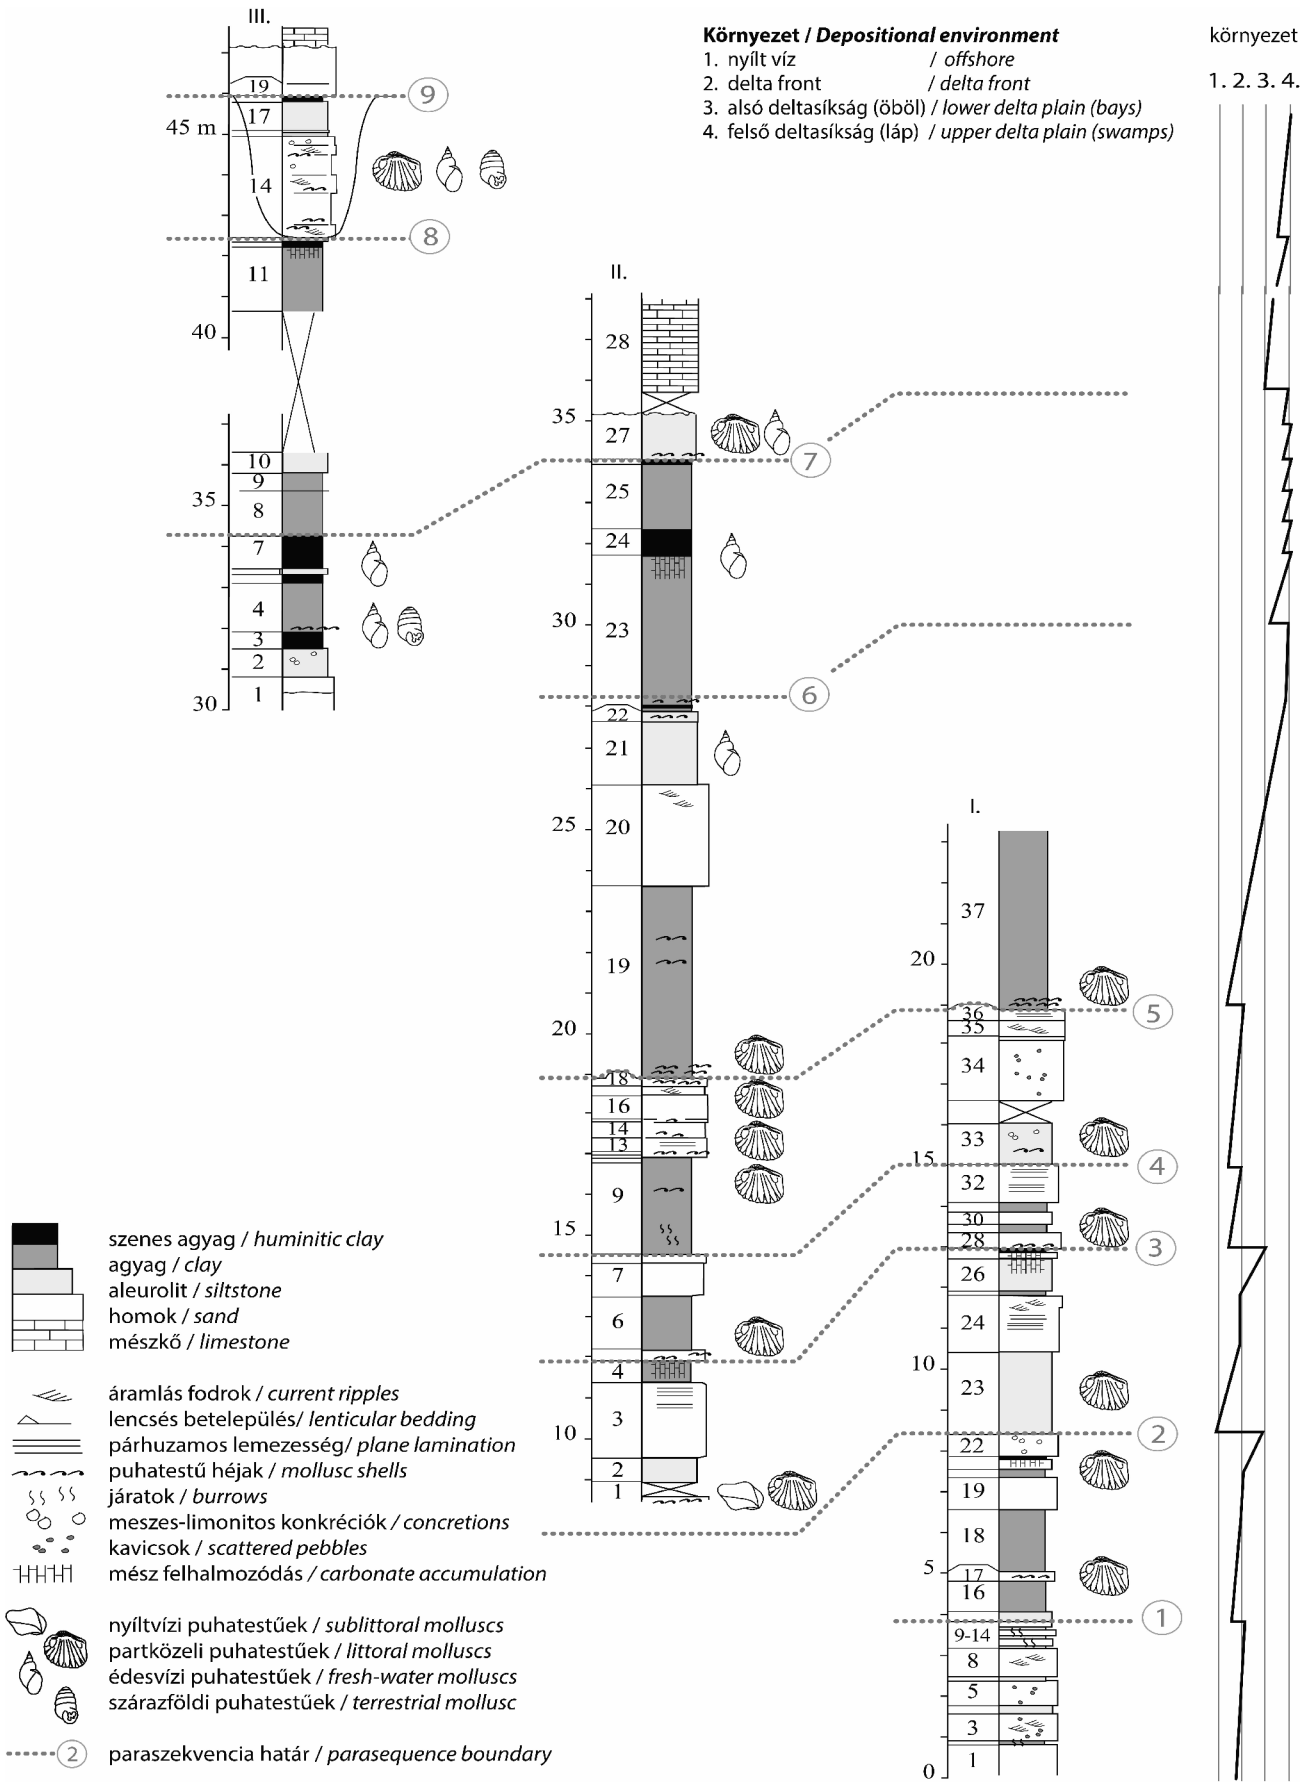 III.
19
9
17
45 m
14
8
11
40
10
9
35
8
7
4
3
2
30
1
Környezet / Depositional environment
1. nyílt víz / offshore
2. delta front / delta front
3. alsó deltasíkság (öböl) / lower delta plain (bays)
4. felső deltasíkság (láp) / upper delta plain (swamps)
környezet
1. 2. 3. 4.
II.
28
35
27
7
25
24
30
23
6
22
21
25
20
19
20
18
16
14
13
9
15
7
6
4
3
10
2
1
I.
37
20
5
36
35
34
33
15
4
32
30
3
28
26
24
10
23
2
22
19
18
5
17
16
1
9-14
8
5
3
0
1
szenes agyag / huminitic clay
agyag / clay
aleurolit / siltstone
homok / sand
mészkő / limestone
áramlás fodrok / current ripples
lencsés betelepülés/ lenticular bedding
párhuzamos lemezesség/ plane lamination
puhatestű héjak / mollusc shells
járatok / burrows
meszes-limonitos konkréciók / concretions
kavicsok / scattered pebbles
mész felhalmozódás / carbonate accumulation
nyíltvízi puhatestűek / sublittoral molluscs
partközeli puhatestűek / littoral molluscs
édesvízi puhatestűek / fresh-water molluscs
szárazföldi puhatestűek / terrestrial mollusc
2 paraszekvencia határ / parasequence boundary